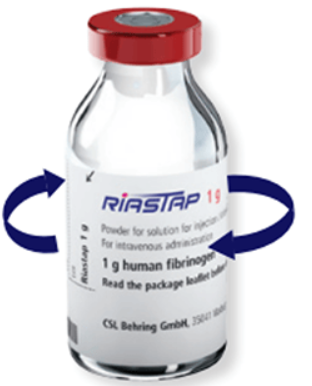 RiaSTAP 1 g
Powder for solution for injection
For intravenous administration
1 g human fibrinogen
Read the package leaflet
CSL Behring GmbH, 35041
Riastap 1 g